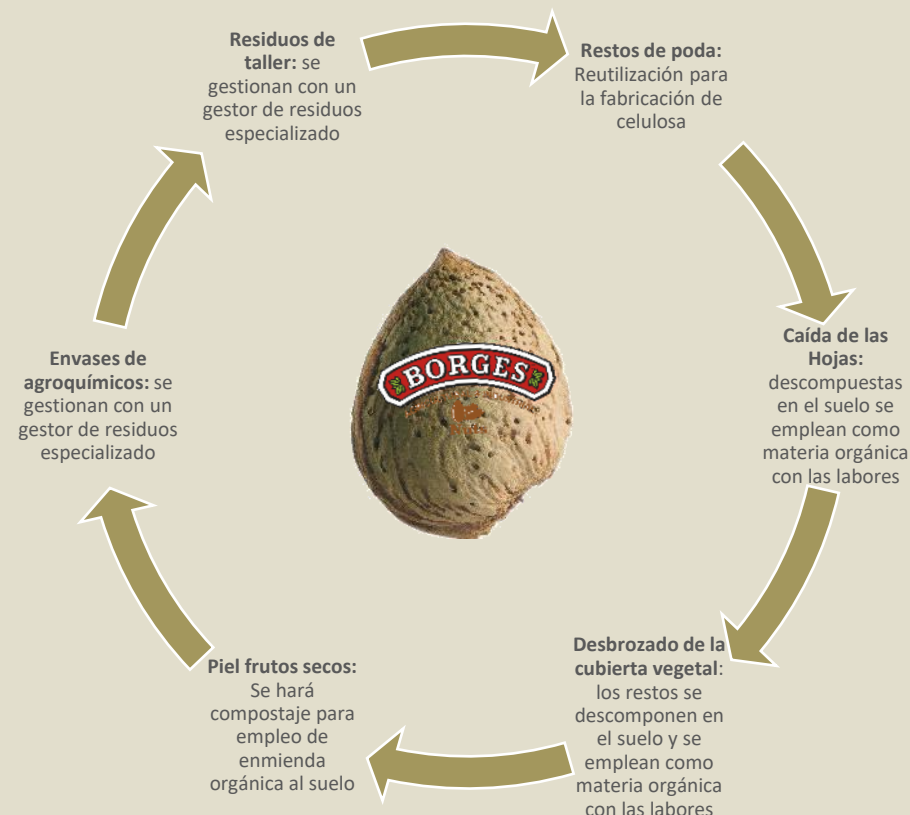 Residuos de
taller: se
gestionan con un
gestor de residuos
especializado
Restos de poda:
Reutilización para
la fabricación de
celulosa
Caída de las
Hojas:
descompuestas
en el suelo se
emplean como
materia orgánica
con las labores
Desbrozado de la
cubierta vegetal:
los restos se
descomponen en
el suelo y se
emplean como
materia orgánica
con las labores
Piel frutos secos:
Se hará
compostaje para
empleo de
enmienda
orgánica al suelo
Envases de
agroquímicos: se
gestionan con un
gestor de residuos
especializado
BORGES